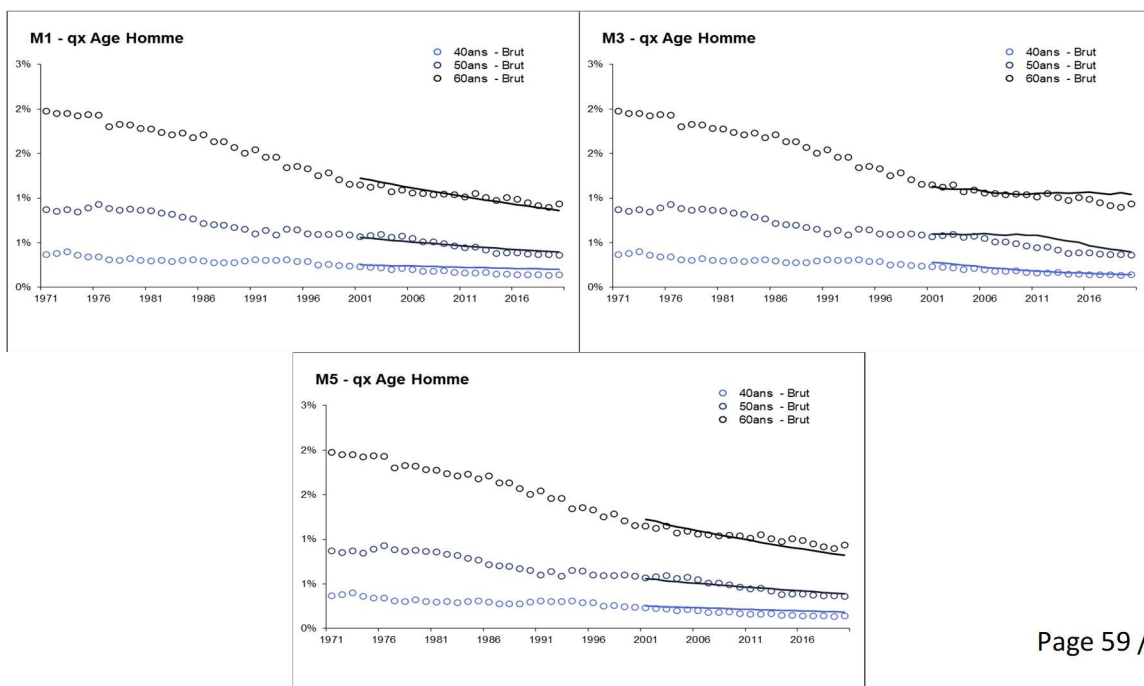 M1 - qx Age Homme
40ans - Brut
50ans - Brut
60ans - Brut
3%
2%
2%
1%
1%
0%
1971 1976 1981 1986 1991 1996 2001 2006 2011 2016
M3 - qx Age Homme
40ans - Brut
50ans - Brut
60ans - Brut
3%
2%
2%
1%
1%
0%
1971 1976 1981 1986 1991 1996 2001 2006 2011 2016
M5 - qx Age Homme
40ans - Brut
50ans - Brut
60ans - Brut
3%
2%
2%
1%
1%
0%
1971 1976 1981 1986 1991 1996 2001 2006 2011 2016
Page 59 /